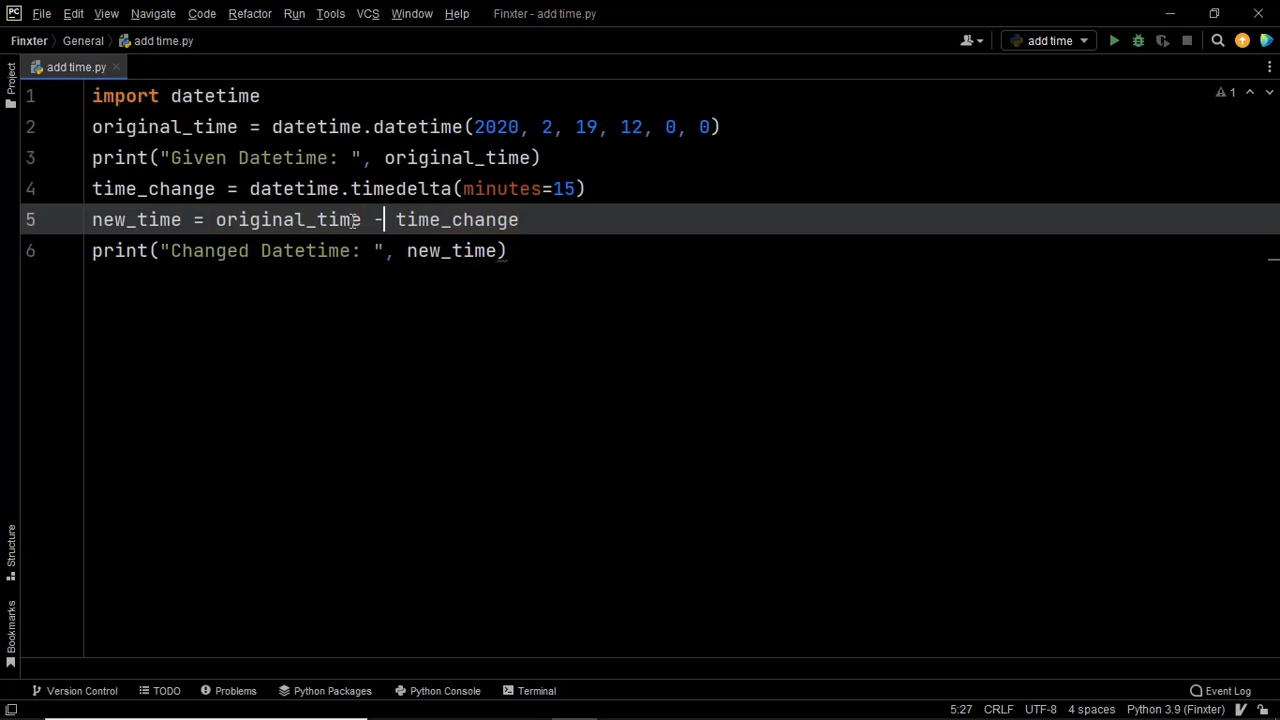 PC File Edit View Navigate Code Refactor Run Tools VCS Window Help Finxter - add time.py
Finxter General add time.py add time
add time.py
Project
1 import datetime
2 original_time = datetime.datetime(2020, 2, 19, 12, 0, 0)
3 print("Given Datetime: ", original_time)
4 time_change = datetime.timedelta(minutes=15)
5 new_time = original_time - time_change
6 print("Changed Datetime: ", new_time)
1
Structure
Bookmarks
Version Control TODO Problems Python Packages Python Console Terminal Event Log
5:27 CRLF UTF-8 4 spaces Python 3.9 (Finxter)